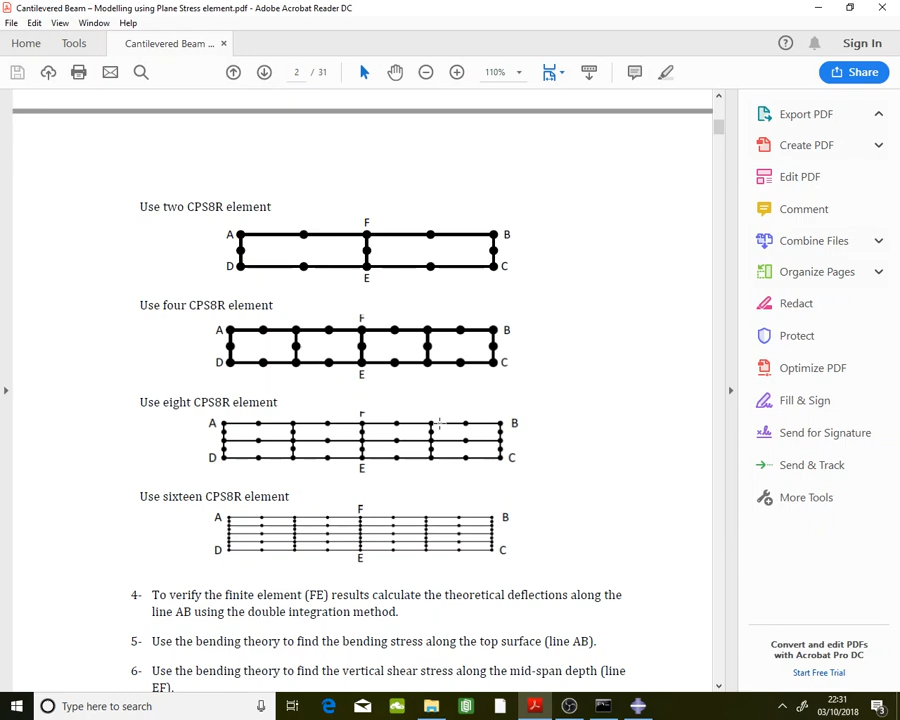 Cantilevered Beam – Modelling using Plane Stress element.pdf - Adobe Acrobat Reader DC
File Edit View Window Help
Home Tools Cantilevered Beam ... × Sign In
2 / 31 110% Share
Export PDF
Create PDF
Edit PDF
Comment
Combine Files
Organize Pages
Redact
Protect
Optimize PDF
Fill & Sign
Send for Signature
Send & Track
More Tools
Convert and edit PDFs
with Acrobat Pro DC
Start Free Trial
Use two CPS8R element
F
A B
D C
E
Use four CPS8R element
F
A B
D C
E
Use eight CPS8R element
F
A B
D C
E
Use sixteen CPS8R element
F
A B
D C
E
4- To verify the finite element (FE) results calculate the theoretical deflections along the
line AB using the double integration method.
5- Use the bending theory to find the bending stress along the top surface (line AB).
6- Use the bending theory to find the vertical shear stress along the mid-span depth (line
EF).
Type here to search
22:31
03/10/2018
3